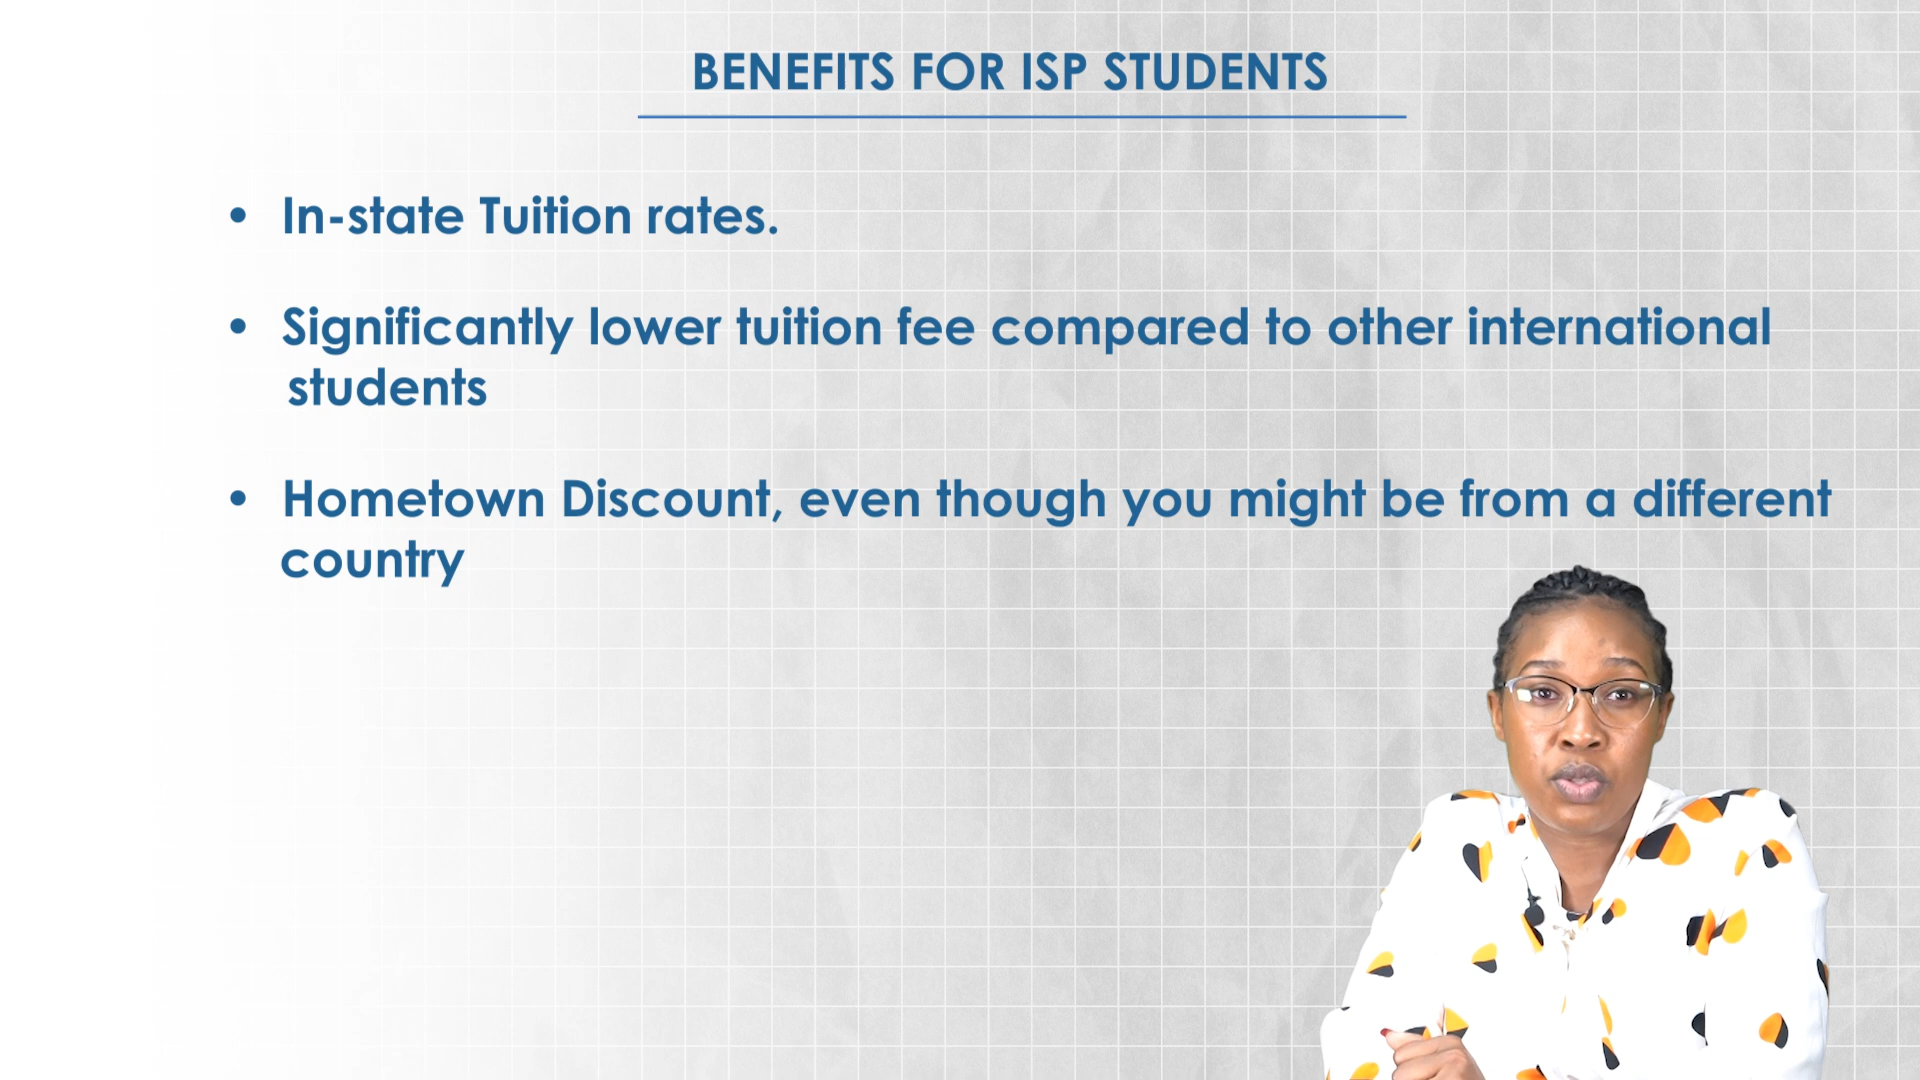 BENEFITS FOR ISP STUDENTS
• In-state Tuition rates.
• Significantly lower tuition fee compared to other international
students
• Hometown Discount, even though you might be from a different
country